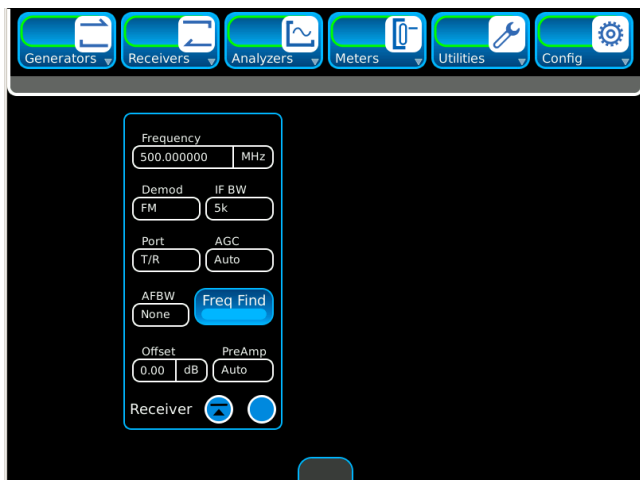 Generators Receivers Analyzers Meters Utilities Config
Frequency
500.000000 MHz
Demod IF BW
FM 5k
Port AGC
T/R Auto
AFBW Freq Find
None
Offset PreAmp
0.00 dB Auto
Receiver